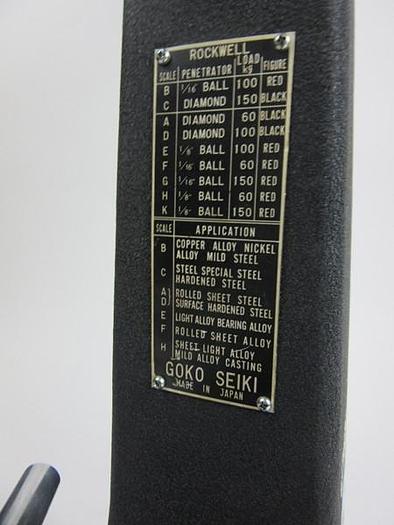 ROCKWELL
SCALE PENETRATOR LOAD kg FIGURE
B 1/16" BALL 100 RED
C DIAMOND 150 BLACK
A DIAMOND 60 BLACK
D DIAMOND 100 BLACK
E 1/8" BALL 100 RED
F 1/16" BALL 60 RED
G 1/16" BALL 150 RED
H 1/8" BALL 60 RED
K 1/8" BALL 150 RED
SCALE APPLICATION
B COPPER ALLOY NICKEL
ALLOY MILD STEEL
C STEEL SPECIAL STEEL
HARDENED STEEL
A ROLLED SHEET STEEL
D SURFACE HARDENED STEEL
E LIGHT ALLOY BEARING ALLOY
F ROLLED SHEET ALLOY
H SHEET LIGHT ALLOY
MILD ALLOY CASTING
GOKO SEIKI
MADE IN JAPAN